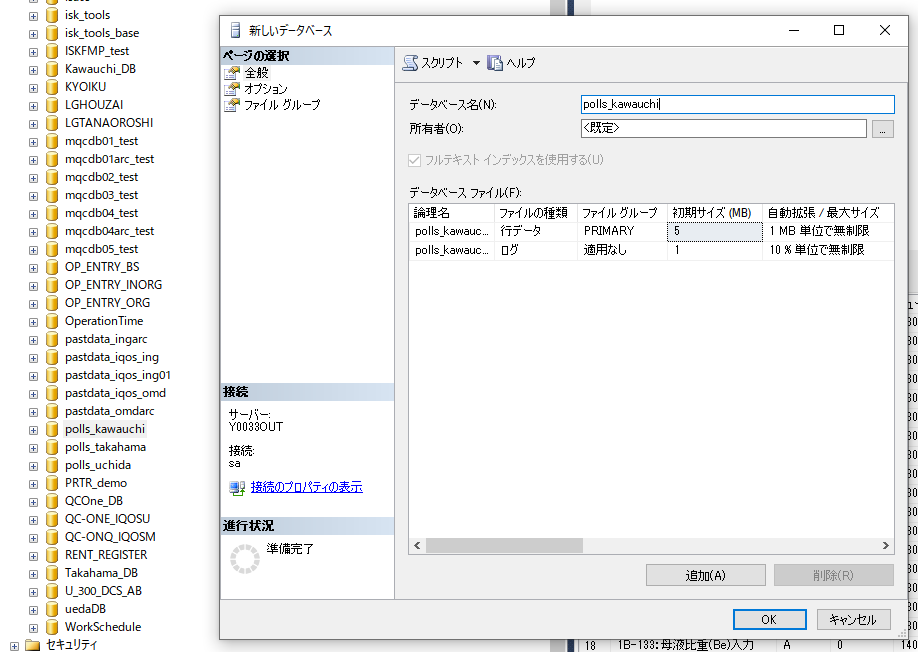 isk_tools
isk_tools_base
ISKFMP_test
Kawauchi_DB
KYOIKU
LGHOUZAI
LGTANAOROSHI
mqcdb01_test
mqcdb01arc_test
mqcdb02_test
mqcdb03_test
mqcdb04_test
mqcdb04arc_test
mqcdb05_test
OP_ENTRY_BS
OP_ENTRY_INORG
OP_ENTRY_ORG
OperationTime
pastdata_ingarc
pastdata_iqos_ing
pastdata_iqos_ing01
pastdata_iqos_omd
pastdata_omdarc
polls_kawauchi
polls_takahama
polls_uchida
PRTR_demo
QCOne_DB
QC-ONE_IQOSU
QC-ONQ_IQOSM
RENT_REGISTER
Takahama_DB
U_300_DCS_AB
uedaDB
WorkSchedule
セキュリティ
新しいデータベース
ページの選択
全般
オプション
ファイル グループ
接続
サーバー:
Y0033OUT
接続:
sa
接続のプロパティの表示
進行状況
準備完了
スクリプト ヘルプ
データベース名(N): polls_kawauchi
所有者(O): <既定> ...
フルテキスト インデックスを使用する(U)
データベース ファイル(F):
論理名 ファイルの種類 ファイル グループ 初期サイズ (MB) 自動拡張 / 最大サイズ
polls_kawauc... 行データ PRIMARY 5 1 MB 単位で無制限
polls_kawauc... ログ 適用なし 1 10 % 単位で無制限
追加(A) 削除(R)
OK キャンセル
18 1B-133:母液比重(Be)入力 A 0 140